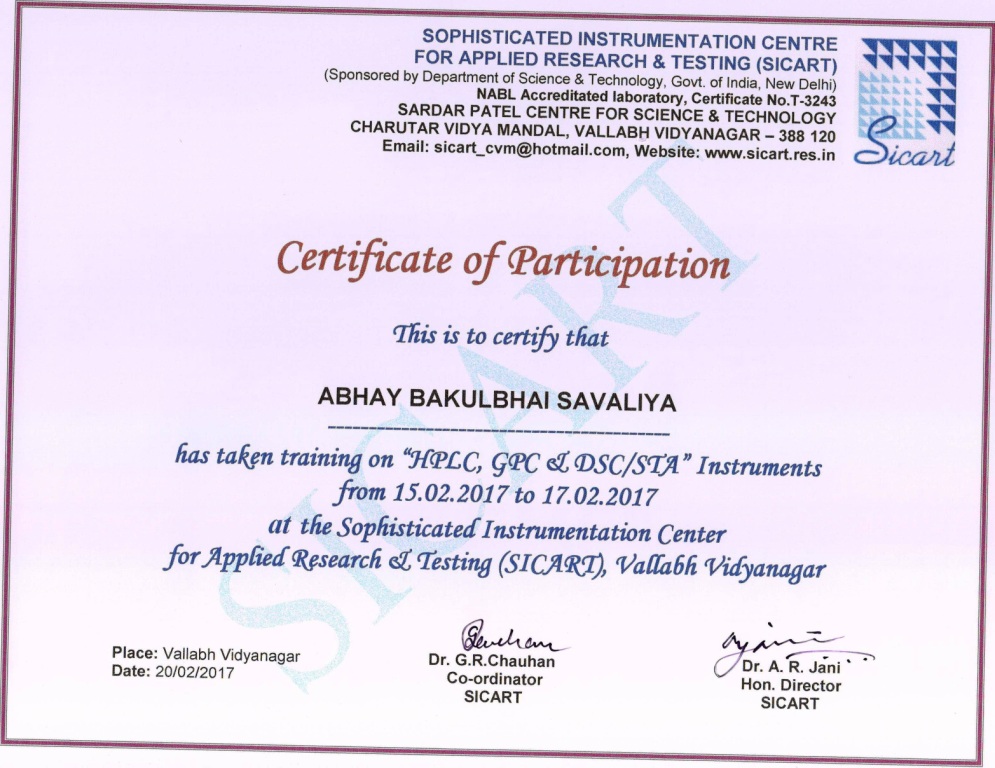 SOPHISTICATED INSTRUMENTATION CENTRE
FOR APPLIED RESEARCH & TESTING (SICART)
(Sponsored by Department of Science & Technology, Govt. of India, New Delhi)
NABL Accreditated laboratory, Certificate No.T-3243
SARDAR PATEL CENTRE FOR SCIENCE & TECHNOLOGY
CHARUTAR VIDYA MANDAL, VALLABH VIDYANAGAR – 388 120
Email: sicart_cvm@hotmail.com, Website: www.sicart.res.in
Sicart
SICART
Certificate of Participation
This is to certify that
ABHAY BAKULBHAI SAVALIYA
has taken training on “HPLC, GPC & DSC/STA” Instruments
from 15.02.2017 to 17.02.2017
at the Sophisticated Instrumentation Center
for Applied Research & Testing (SICART), Vallabh Vidyanagar
Place: Vallabh Vidyanagar
Date: 20/02/2017
Dr. G.R.Chauhan
Co-ordinator
SICART
Dr. A. R. Jani
Hon. Director
SICART